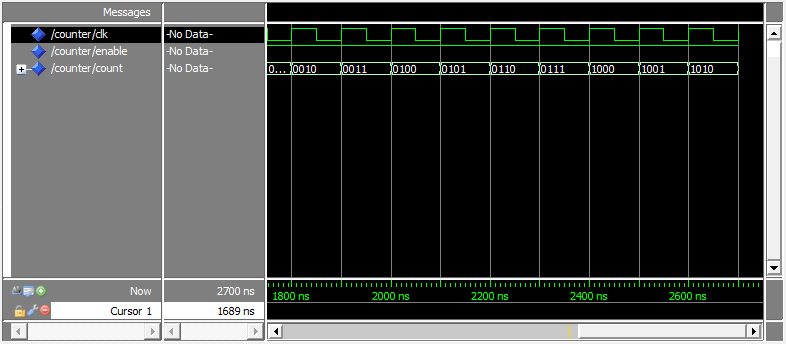 Messages
/counter/clk -No Data-
/counter/enable -No Data-
/counter/count -No Data- 0... 0010 0011 0100 0101 0110 0111 1000 1001 1010
Now 2700 ns 1800 ns 2000 ns 2200 ns 2400 ns 2600 ns
Cursor 1 1689 ns